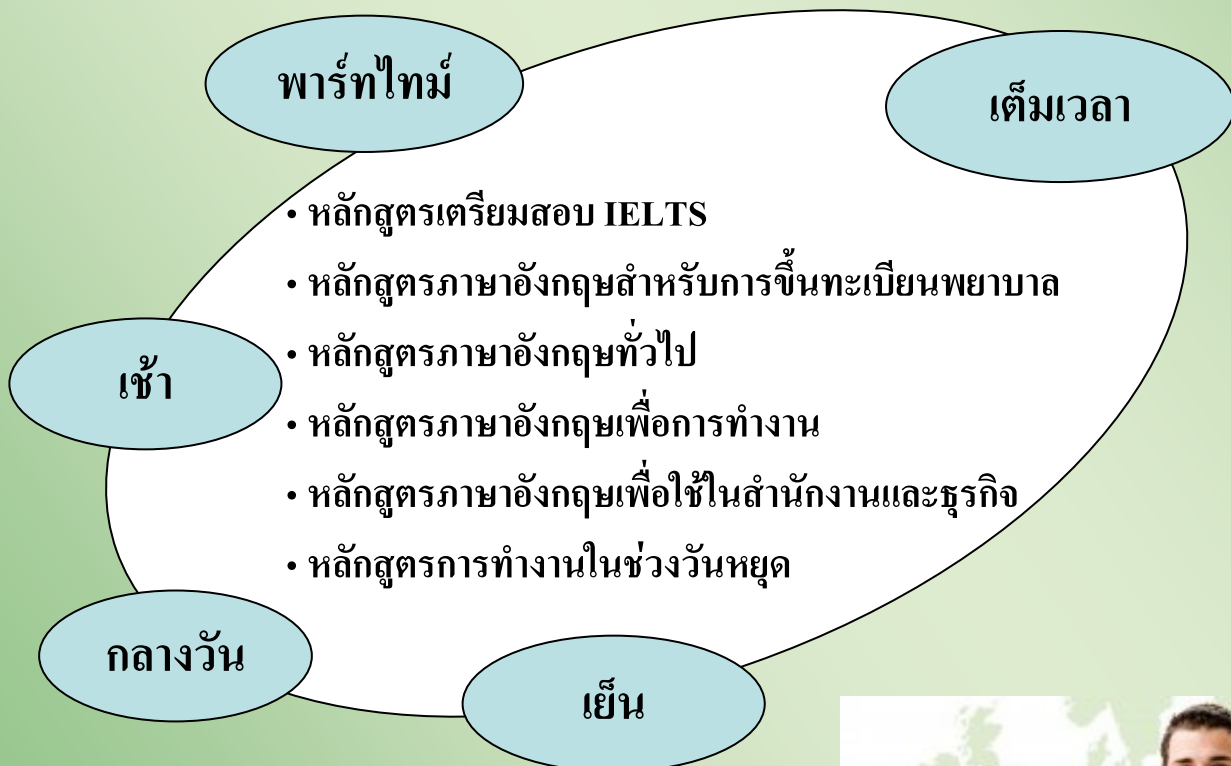 พาร์ทไทม์
เต็มเวลา
• หลักสูตรเตรียมสอบ IELTS
• หลักสูตรภาษาอังกฤษสำหรับการขึ้นทะเบียนพยาบาล
• หลักสูตรภาษาอังกฤษทั่วไป
เช้า
• หลักสูตรภาษาอังกฤษเพื่อการทำงาน
• หลักสูตรภาษาอังกฤษเพื่อใช้ในสำนักงานและธุรกิจ
• หลักสูตรการทำงานในช่วงวันหยุด
กลางวัน
เย็น